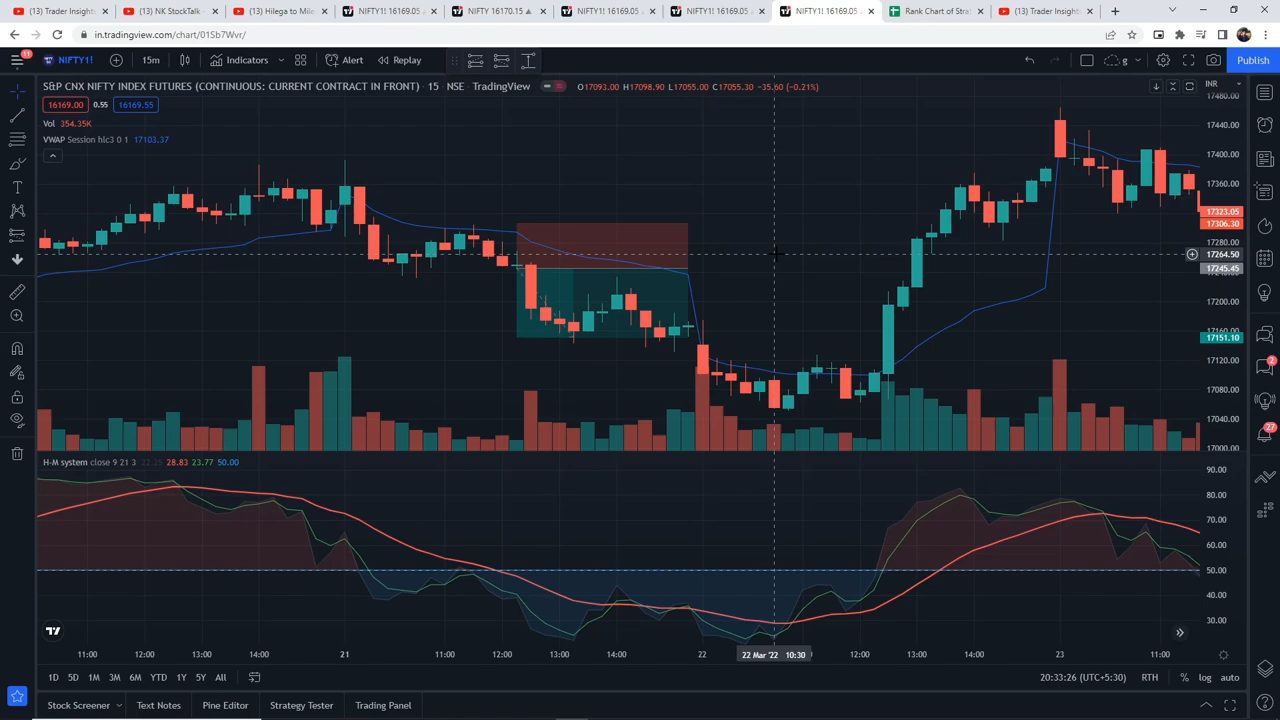 (13) Trader Insights
(13) NK StockTalk -
(13) Hilega to Mile
NIFTY1! 16169.05
NIFTY 16170.15 ▲
NIFTY1! 16169.05
NIFTY1! 16169.05
NIFTY1! 16169.05
Rank Chart of Stra
(13) Trader Insight
in.tradingview.com/chart/01Sb7Wvr/
11
NIFTY1!
15m
Indicators
Alert
Replay
g
Publish
S&P CNX NIFTY INDEX FUTURES (CONTINUOUS: CURRENT CONTRACT IN FRONT) · 15 · NSE · TradingView
O17093.00 H17098.90 L17055.00 C17055.30 -35.60 (-0.21%)
INR
16169.00 0.55 16169.55
Vol 354.35K
VWAP Session hlc3 0 1 17103.37
17480.00
17440.00
17400.00
17360.00
17323.05
17306.30
17280.00
17264.50
17245.45
17200.00
17160.00
17151.10
17120.00
17080.00
17040.00
17000.00
H-M system close 9 21 3 22.25 28.83 23.77 50.00
90.00
80.00
70.00
60.00
50.00
40.00
30.00
11:00 12:00 13:00 14:00 21 11:00 12:00 13:00 14:00 22 22 Mar '22 10:30 12:00 13:00 14:00 23 11:00
1D 5D 1M 3M 6M YTD 1Y 5Y All
20:33:26 (UTC+5:30) RTH % log auto
Stock Screener Text Notes Pine Editor Strategy Tester Trading Panel
2
27